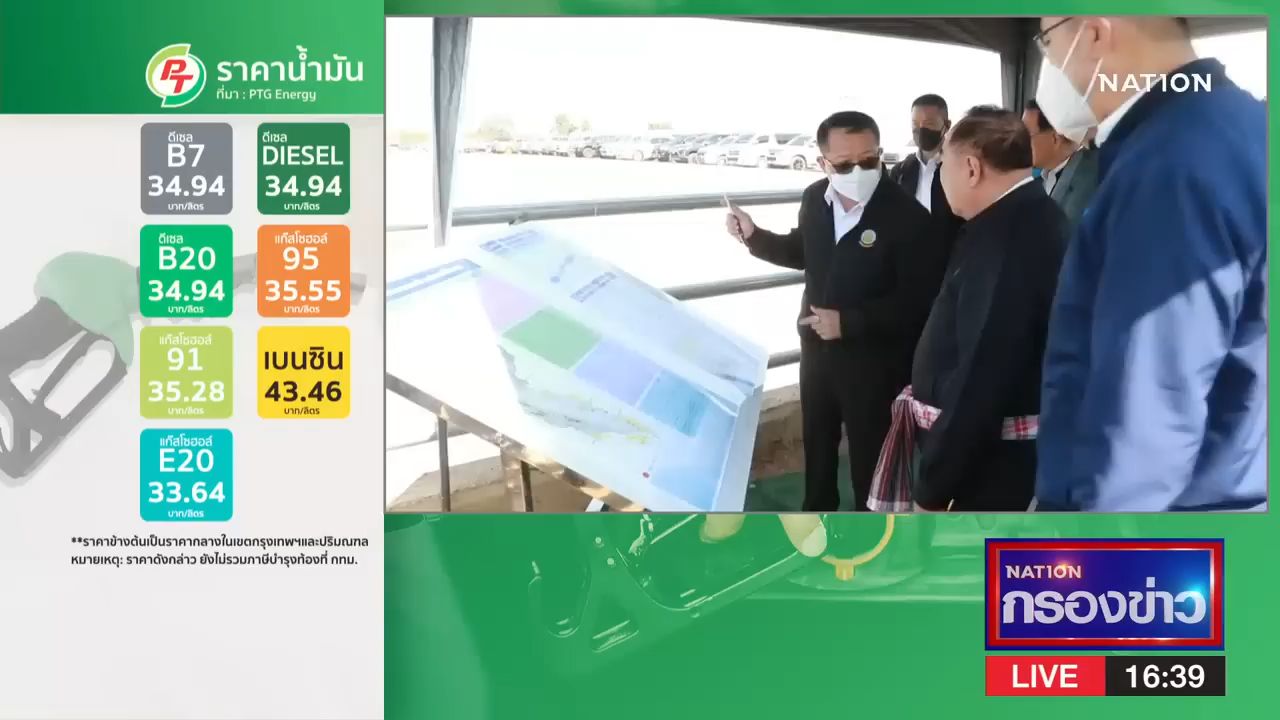 PT
ราคาน้ำมัน
ที่มา : PTG Energy
ดีเซล
B7
34.94
บาท/ลิตร
ดีเซล
DIESEL
34.94
บาท/ลิตร
ดีเซล
B20
34.94
บาท/ลิตร
แก๊สโซฮอล์
95
35.55
บาท/ลิตร
แก๊สโซฮอล์
91
35.28
บาท/ลิตร
เบนซิน
43.46
บาท/ลิตร
แก๊สโซฮอล์
E20
33.64
บาท/ลิตร
**ราคาข้างต้นเป็นราคากลางในเขตกรุงเทพฯและปริมณฑล
หมายเหตุ: ราคาดังกล่าว ยังไม่รวมภาษีบำรุงท้องที่ กทม.
NATION
NATION
กรองข่าว
LIVE 16:39